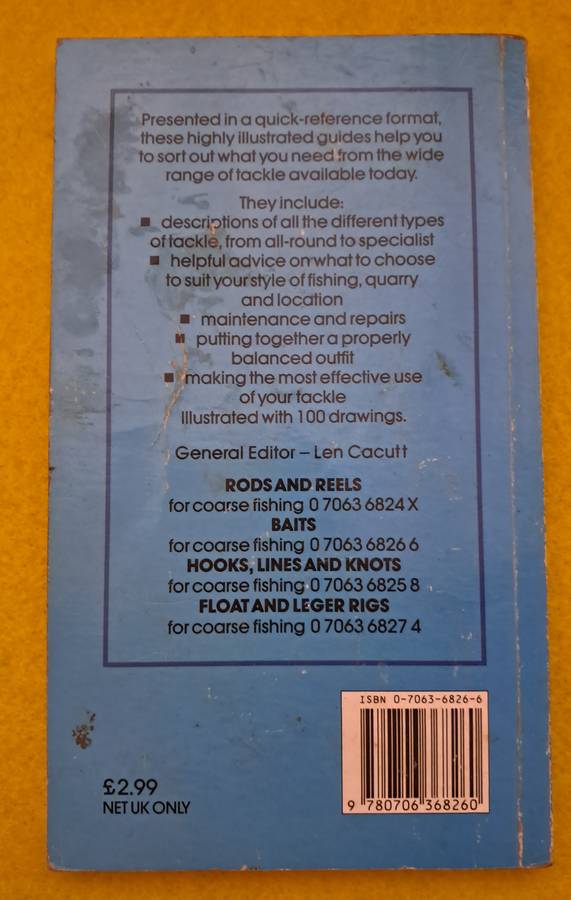 Presented in a quick-reference format,
these highly illustrated guides help you
to sort out what you need from the wide
range of tackle available today.
They include:
■ descriptions of all the different types
of tackle, from all-round to specialist
■ helpful advice on what to choose
to suit your style of fishing, quarry
and location
■ maintenance and repairs
■ putting together a properly
balanced outfit
■ making the most effective use
of your tackle
Illustrated with 100 drawings.
General Editor – Len Cacutt
RODS AND REELS
for coarse fishing 0 7063 6824 X
BAITS
for coarse fishing 0 7063 6826 6
HOOKS, LINES AND KNOTS
for coarse fishing 0 7063 6825 8
FLOAT AND LEGER RIGS
for coarse fishing 0 7063 6827 4
ISBN 0-7063-6826-6
9 780706 368260
£2.99
NET UK ONLY